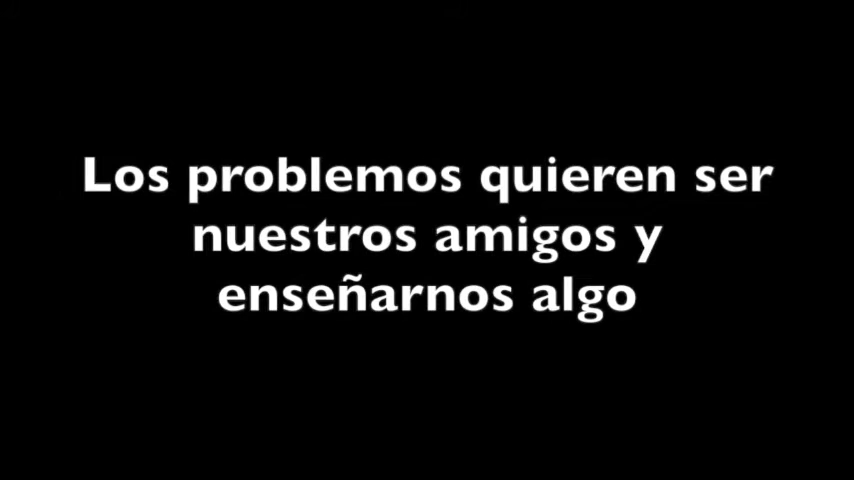 Los problemos quieren ser
nuestros amigos y
enseñarnos algo